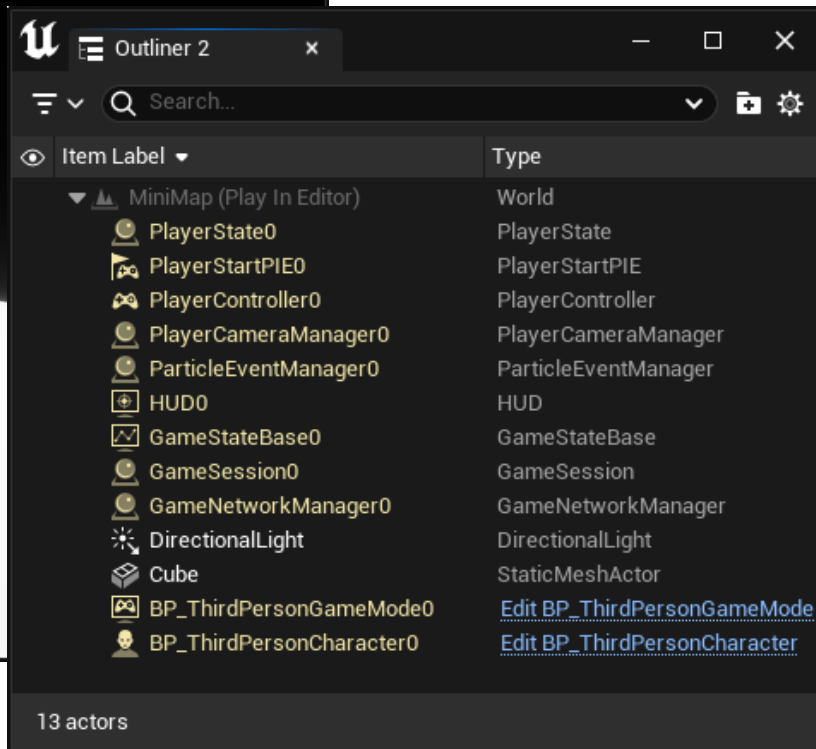 Outliner 2
Search...
Item Label Type
MiniMap (Play In Editor) World
PlayerState0 PlayerState
PlayerStartPIE0 PlayerStartPIE
PlayerController0 PlayerController
PlayerCameraManager0 PlayerCameraManager
ParticleEventManager0 ParticleEventManager
HUD0 HUD
GameStateBase0 GameStateBase
GameSession0 GameSession
GameNetworkManager0 GameNetworkManager
DirectionalLight DirectionalLight
Cube StaticMeshActor
BP_ThirdPersonGameMode0 Edit BP_ThirdPersonGameMode
BP_ThirdPersonCharacter0 Edit BP_ThirdPersonCharacter
13 actors